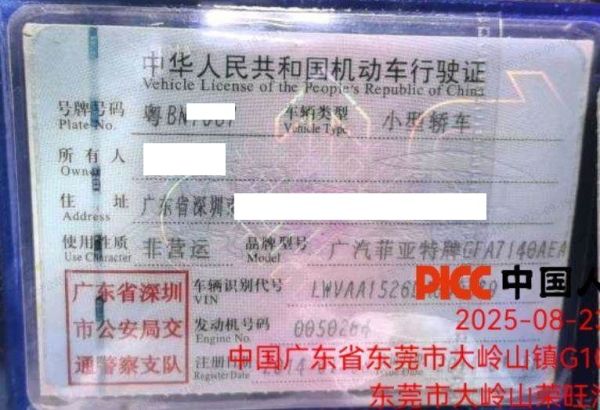 中华人民共和国机动车行驶证
Vehicle License of the People's Republic of China
号牌号码 粤BN 车辆类型 小型轿车
Plate No. Vehicle Type
所有人
Owner
住址 广东省深圳
Address
使用性质 非营运 品牌型号 广汽菲亚特牌GFA7140AEA
Use Character Model
广东省深圳
市公安局交
通警察支队
车辆识别代号 LWVAA1526
VIN
发动机号码 0050264
Engine No.
注册日期
Register Date
PICC 中国人
2025-08-2
中国广东省东莞市大岭山镇G10
东莞市大岭山荣旺汽